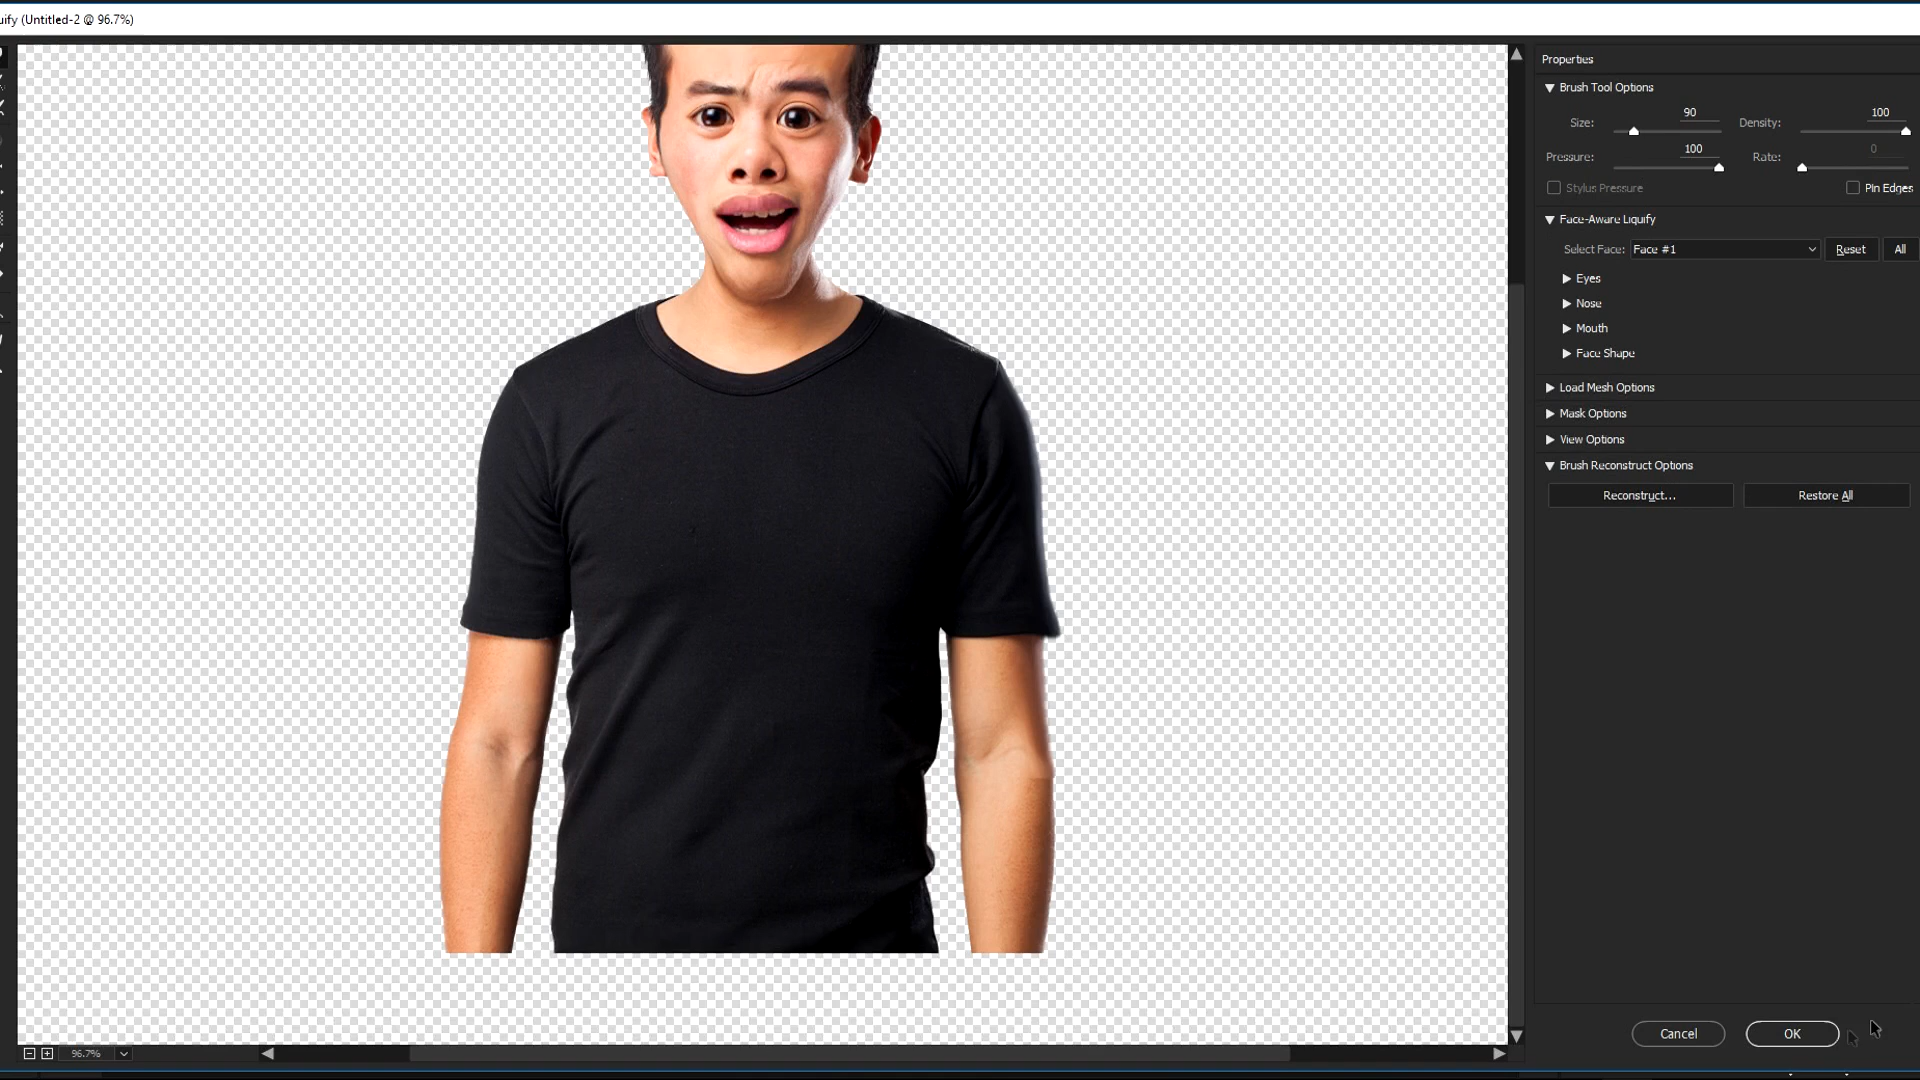 uify (Untitled-2 @ 96.7%)
Properties
Brush Tool Options
Size: 90 Density: 100
Pressure: 100 Rate: 0
Stylus Pressure Pin Edges
Face-Aware Liquify
Select Face: Face #1 Reset All
Eyes
Nose
Mouth
Face Shape
Load Mesh Options
Mask Options
View Options
Brush Reconstruct Options
Reconstruct... Restore All
Cancel OK
96.7%